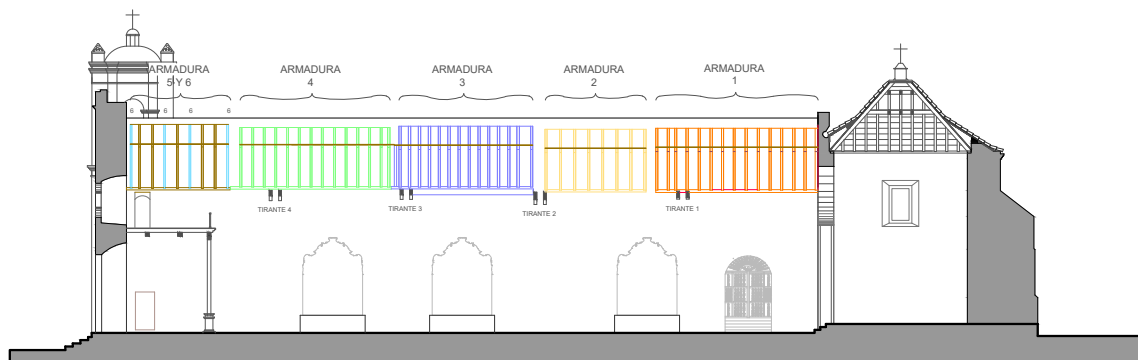 ARMADURA
5 Y 6
ARMADURA
4
ARMADURA
3
ARMADURA
2
ARMADURA
1
6 6 6 6
TIRANTE 4
TIRANTE 3
TIRANTE 2
TIRANTE 1